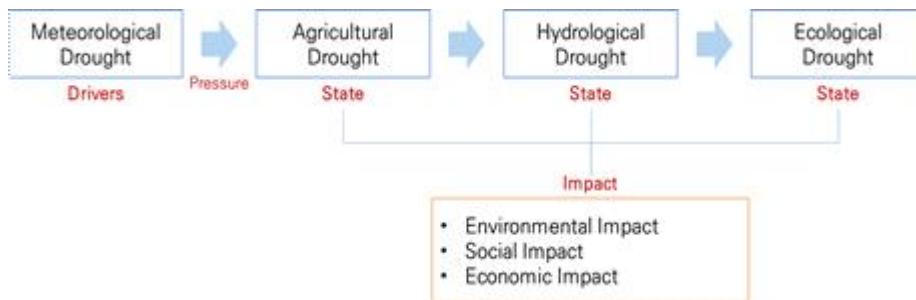 Meteorological
Drought
Agricultural
Drought
Hydrological
Drought
Ecological
Drought
Drivers
Pressure
State
State
State
Impact
• Environmental Impact
• Social Impact
• Economic Impact